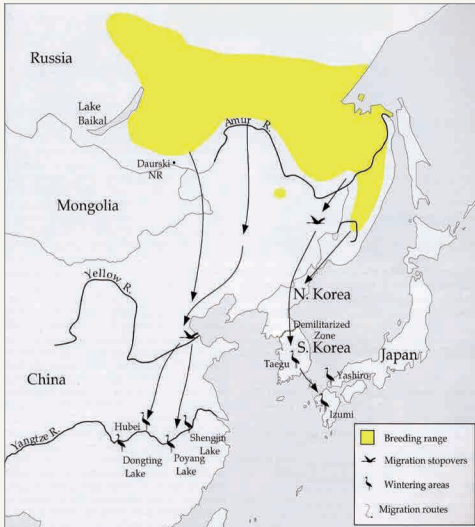 Russia
Lake
Baikal
Amur R.
Daurski
NR
Mongolia
Yellow R.
N. Korea
Demilitarized
Zone
S. Korea
Taegu
Japan
Yashiro
Izumi
China
Hubei
Shengjin
Lake
Yangtze R.
Dongting
Lake
Poyang
Lake
Breeding range
Migration stopovers
Wintering areas
Migration routes